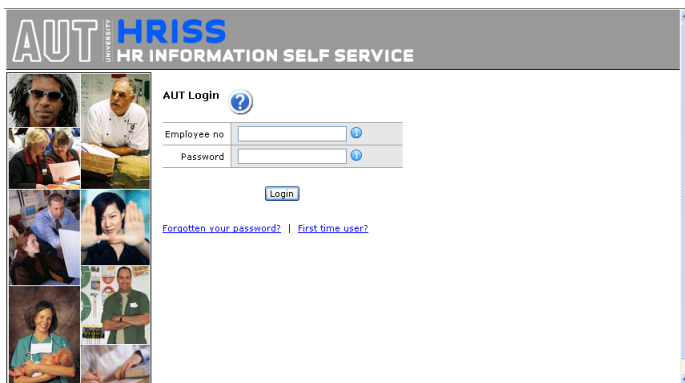 AUT UNIVERSITY HRISS
HR INFORMATION SELF SERVICE
AUT Login ?
Employee no
Password
Login
Forgotten your password? | First time user?